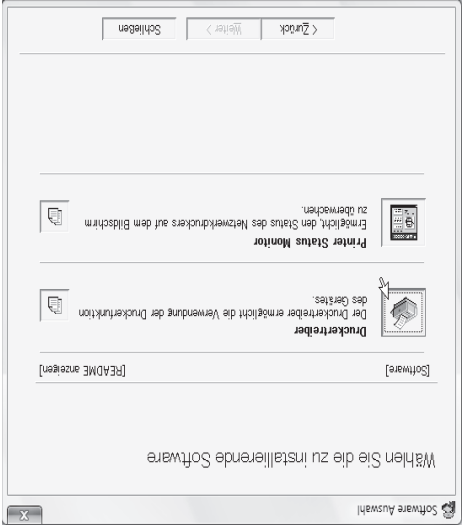 Software Auswahl
Wählen Sie die zu installierende Software
[Software] [README anzeigen]
Druckertreiber
Der Druckertreiber ermöglicht die Verwendung der Druckerfunktion
des Gerätes.
Printer Status Monitor
Ermöglicht, den Status des Netzwerkdruckers auf dem Bildschirm
zu überwachen.
< Zurück Weiter > Schließen